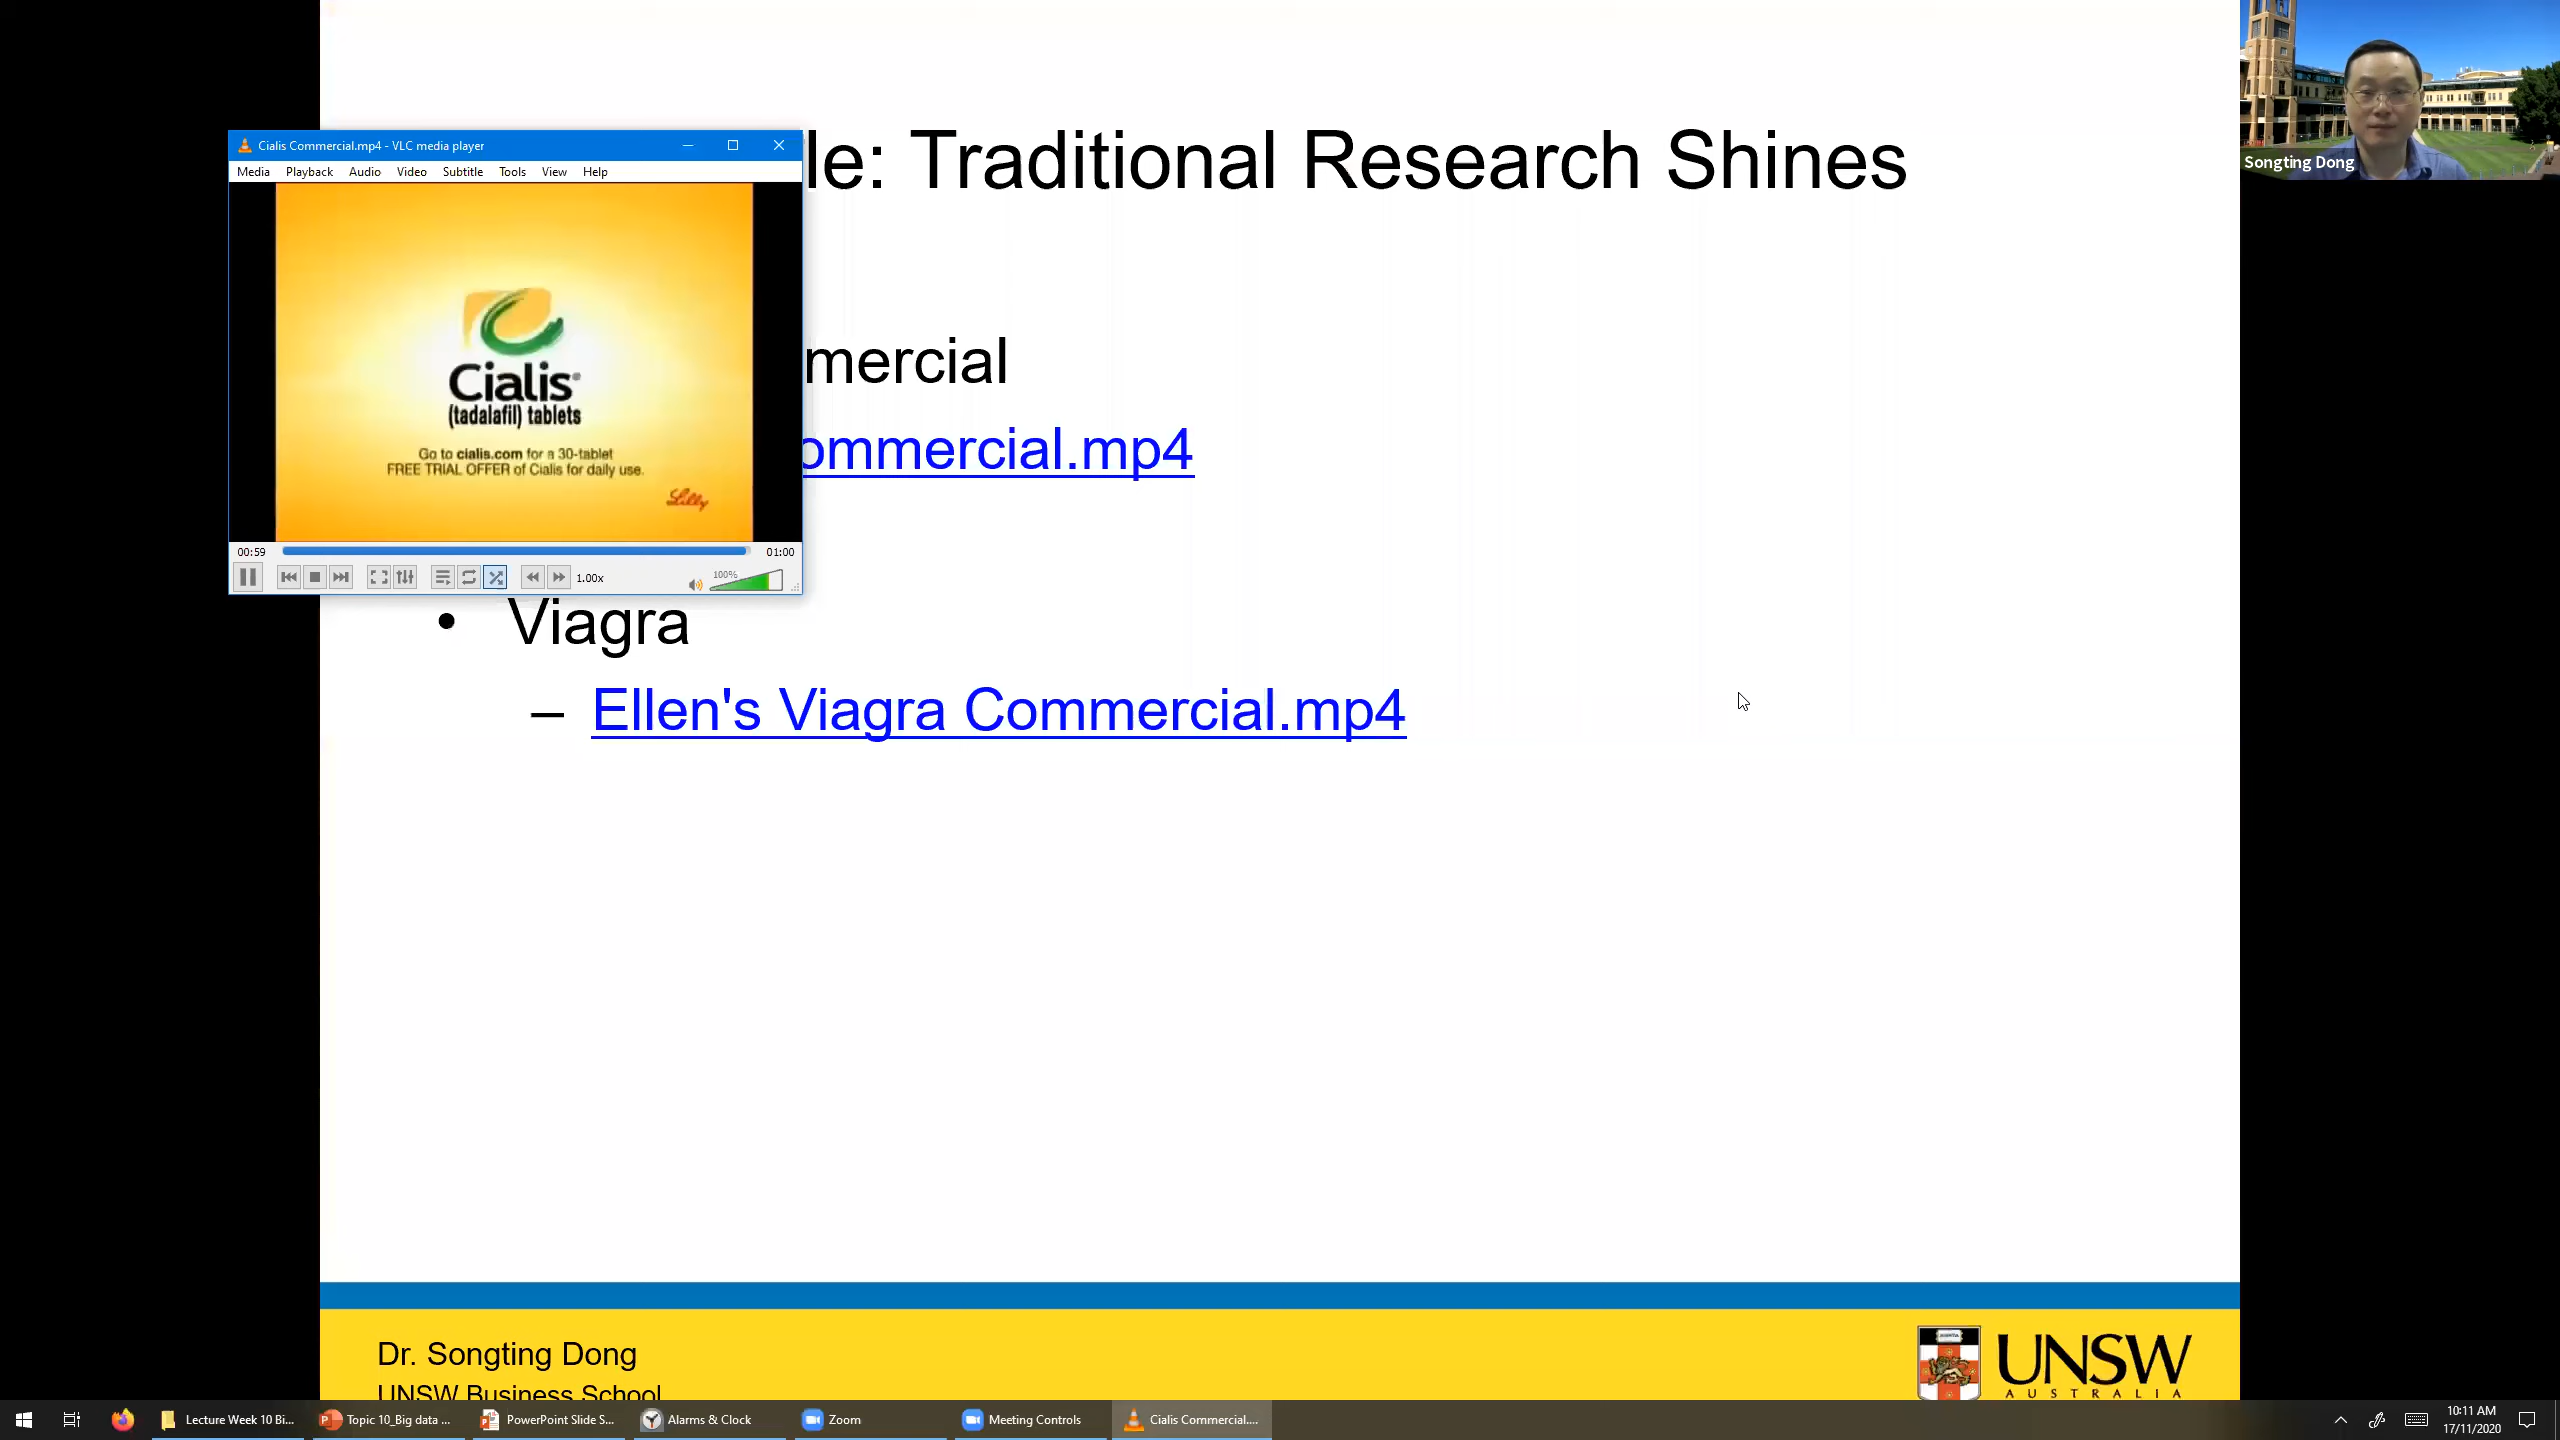 le: Traditional Research Shines
Songting Dong
Cialis Commercial.mp4 - VLC media player
Media Playback Audio Video Subtitle Tools View Help
Cialis
(tadalafil) tablets
Go to cialis.com for a 30-tablet
FREE TRIAL OFFER of Cialis for daily use.
Lilly
00:59 01:00
1.00x 100%
mercial
ommercial.mp4
• Viagra
– Ellen's Viagra Commercial.mp4
Dr. Songting Dong
UNSW Business School
UNSW
AUSTRALIA
Lecture Week 10 Bi... Topic 10_Big data ... PowerPoint Slide S... Alarms & Clock Zoom Meeting Controls Cialis Commercial....
10:11 AM
17/11/2020